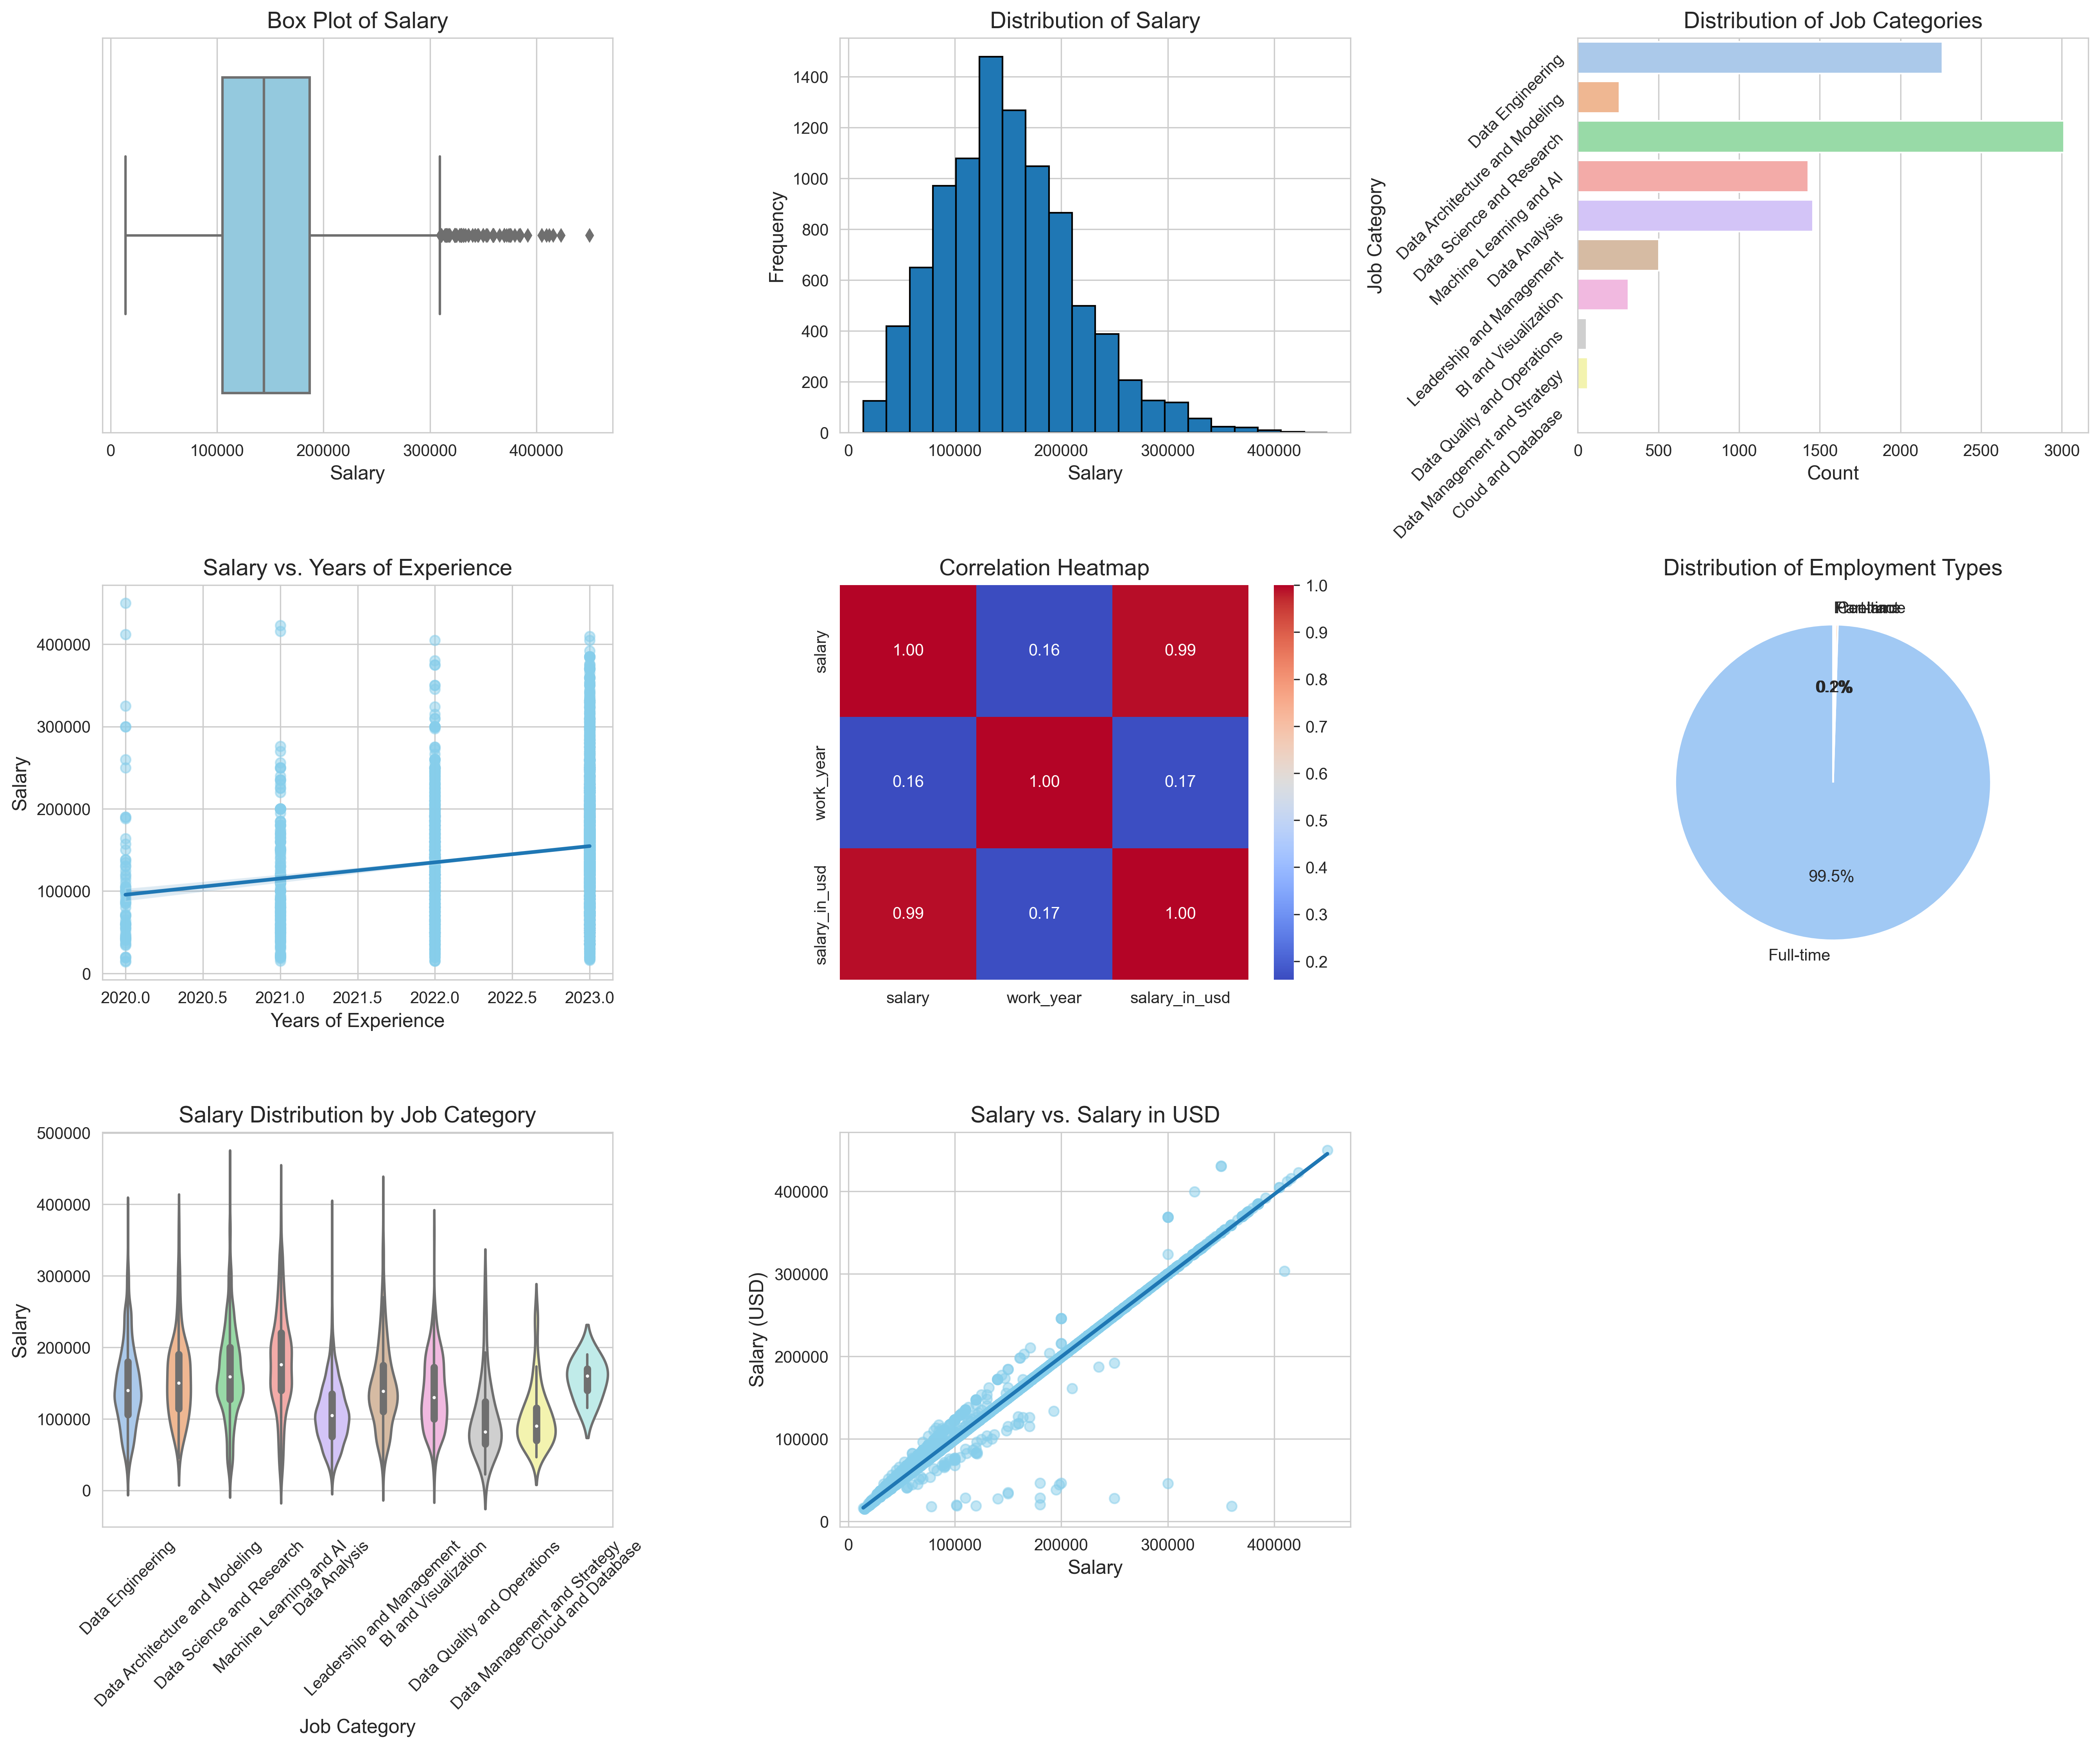 Box Plot of Salary
0 100000 200000 300000 400000
Salary
Distribution of Salary
Frequency
1400
1200
1000
800
600
400
200
0
0 100000 200000 300000 400000
Salary
Distribution of Job Categories
Job Category
Data Engineering
Data Architecture and Modeling
Data Science and Research
Machine Learning and AI
Data Analysis
Leadership and Management
BI and Visualization
Data Quality and Operations
Data Management and Strategy
Cloud and Database
0 500 1000 1500 2000 2500 3000
Count
Salary vs. Years of Experience
Salary
400000
300000
200000
100000
0
2020.0 2020.5 2021.0 2021.5 2022.0 2022.5 2023.0
Years of Experience
Correlation Heatmap
salary
work_year
salary_in_usd
1.00 0.16 0.99
0.16 1.00 0.17
0.99 0.17 1.00
salary work_year salary_in_usd
1.0
0.9
0.8
0.7
0.6
0.5
0.4
0.3
0.2
Distribution of Employment Types
99.5%
Full-time
Salary Distribution by Job Category
Salary
500000
400000
300000
200000
100000
0
Data Engineering
Data Architecture and Modeling
Data Science and Research
Machine Learning and AI
Data Analysis
Leadership and Management
BI and Visualization
Data Quality and Operations
Data Management and Strategy
Cloud and Database
Job Category
Salary vs. Salary in USD
Salary (USD)
400000
300000
200000
100000
0
0 100000 200000 300000 400000
Salary